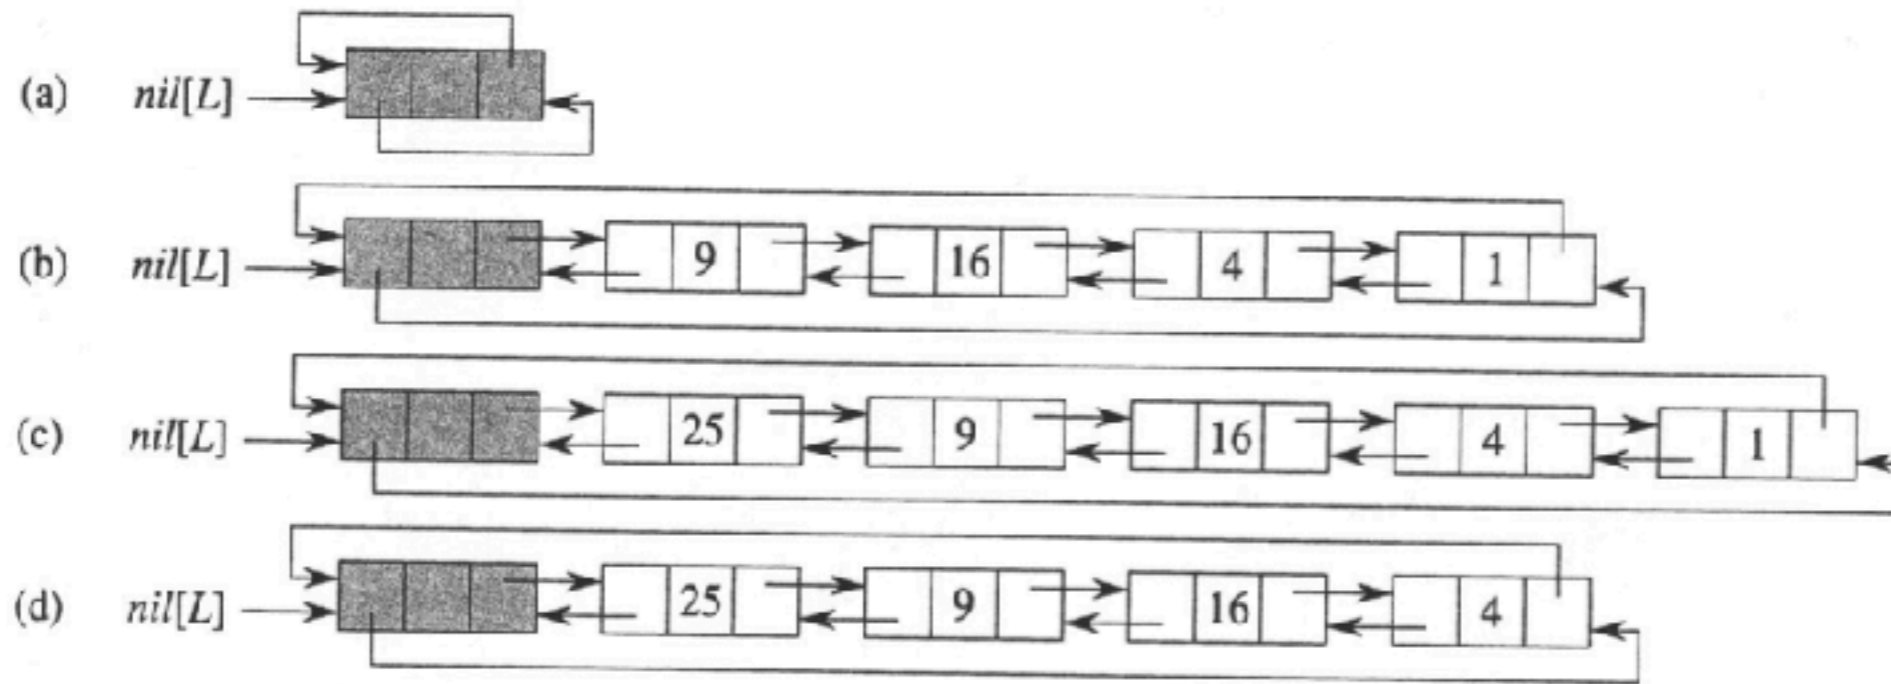 (a) nil[L]
(b) nil[L] 9 16 4 1
(c) nil[L] 25 9 16 4 1
(d) nil[L] 25 9 16 4